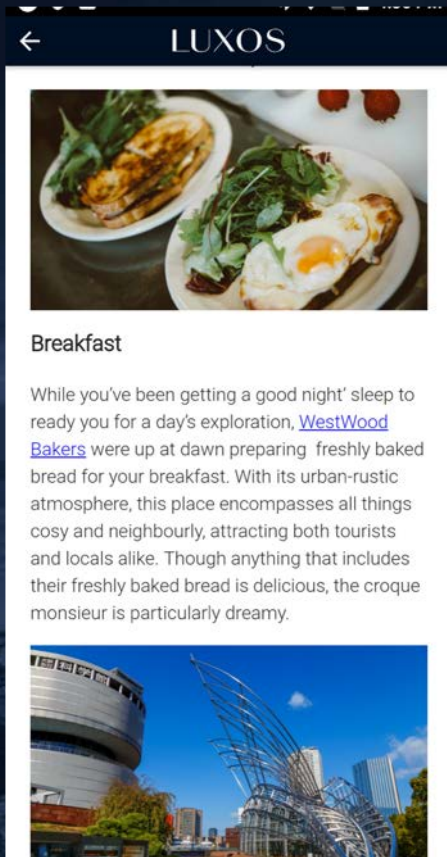 LUXOS
Breakfast
While you've been getting a good night' sleep to
ready you for a day's exploration, WestWood
Bakers were up at dawn preparing  freshly baked
bread for your breakfast. With its urban-rustic
atmosphere, this place encompasses all things
cosy and neighbourly, attracting both tourists
and locals alike. Though anything that includes
their freshly baked bread is delicious, the croque
monsieur is particularly dreamy.